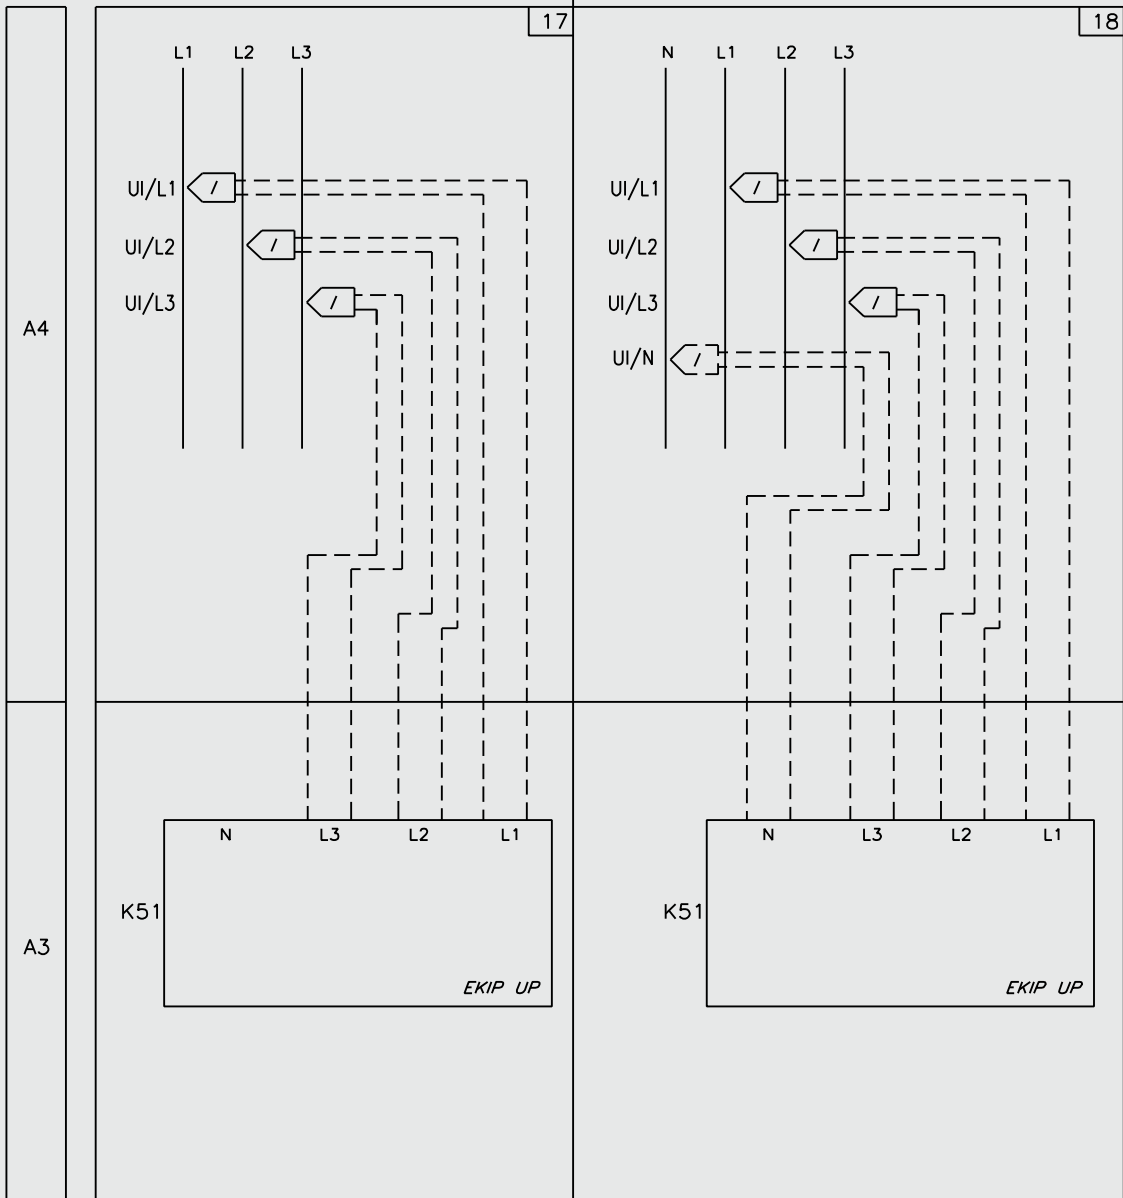 17
18
L1 L2 L3
N L1 L2 L3
UI/L1
UI/L2
UI/L3
UI/L1
UI/L2
UI/L3
UI/N
A4
N L3 L2 L1
K51
EKIP UP
N L3 L2 L1
K51
EKIP UP
A3